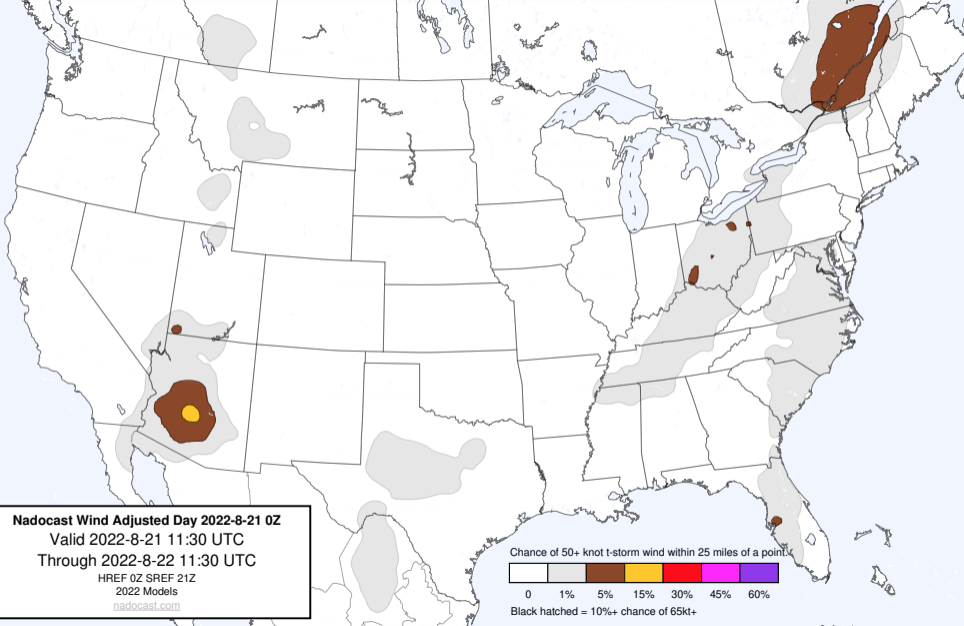 Nadocast Wind Adjusted Day 2022-8-21 0Z
Valid 2022-8-21 11:30 UTC
Through 2022-8-22 11:30 UTC
HREF 0Z SREF 21Z
2022 Models
nadocast.com
Chance of 50+ knot t-storm wind within 25 miles of a point.
0 1% 5% 15% 30% 45% 60%
Black hatched = 10%+ chance of 65kt+